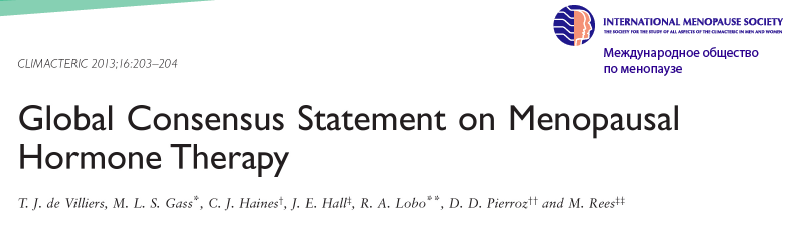 INTERNATIONAL MENOPAUSE SOCIETY
THE SOCIETY FOR THE STUDY OF ALL ASPECTS OF THE CLIMACTERIC IN MEN AND WOMEN
Международное общество
по менопаузе
CLIMACTERIC 2013;16:203–204
Global Consensus Statement on Menopausal
Hormone Therapy
T. J. de Villiers, M. L. S. Gass*, C. J. Haines†, J. E. Hall‡, R. A. Lobo**, D. D. Pierroz†† and M. Rees‡‡